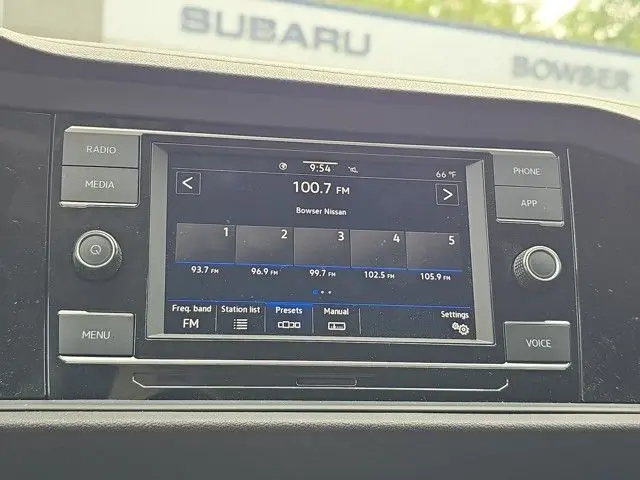 SUBARU
BOWSER
RADIO
MEDIA
MENU
9:54
66 °F
<
100.7 FM
>
Bowser Nissan
1 2 3 4 5
93.7 FM 96.9 FM 99.7 FM 102.5 FM 105.9 FM
Freq. band Station list Presets Manual Settings
FM
PHONE
APP
VOICE